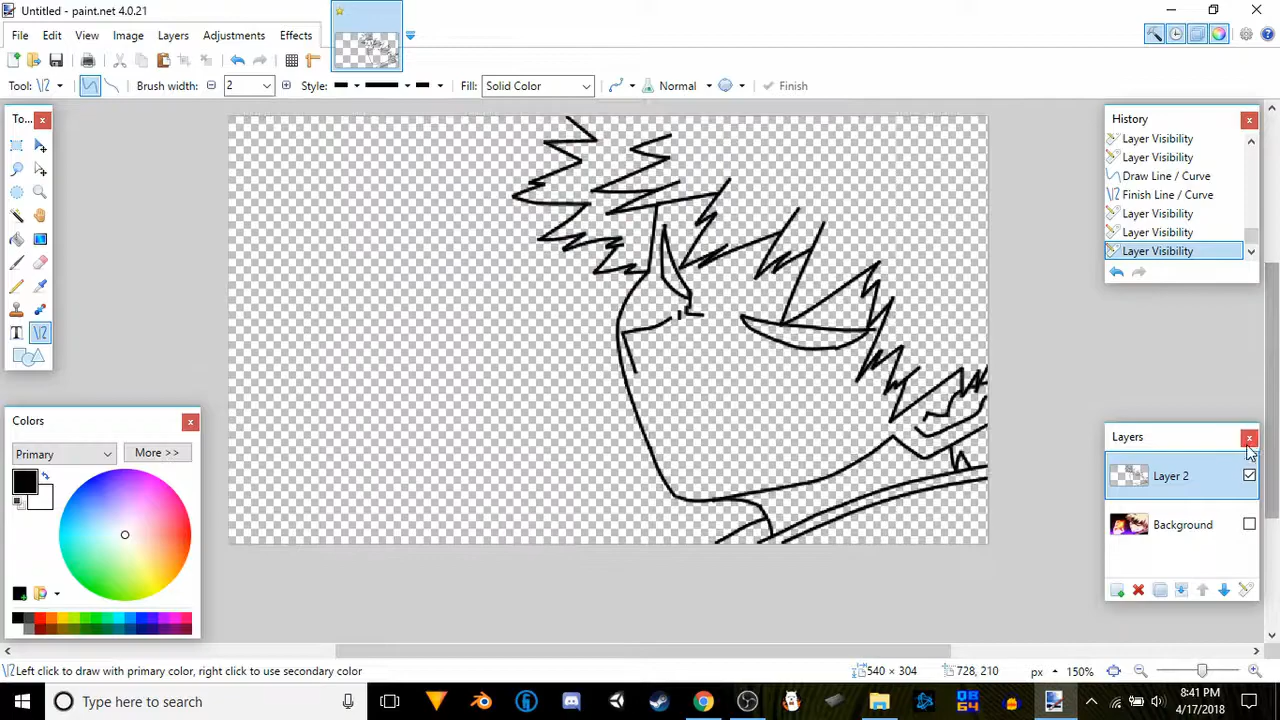 Untitled - paint.net 4.0.21
File Edit View Image Layers Adjustments Effects
Tool: Brush width: 2 Style: Fill: Solid Color Normal Finish
To...
History
Layer Visibility
Layer Visibility
Draw Line / Curve
Finish Line / Curve
Layer Visibility
Layer Visibility
Layer Visibility
Colors
Primary More >>
Layers
Layer 2
Background
Left click to draw with primary color, right click to use secondary color 540 × 304 728, 210 px 150%
Type here to search
8:41 PM
4/17/2018